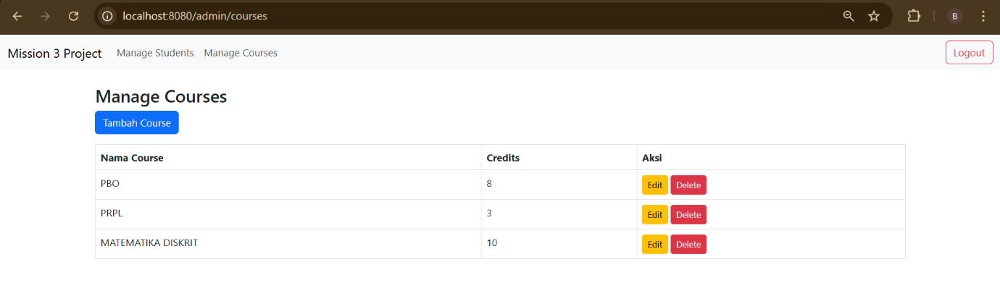 localhost:8080/admin/courses
B
Mission 3 Project Manage Students Manage Courses Logout
Manage Courses
Tambah Course
Nama Course Credits Aksi
PBO 8 Edit Delete
PRPL 3 Edit Delete
MATEMATIKA DISKRIT 10 Edit Delete